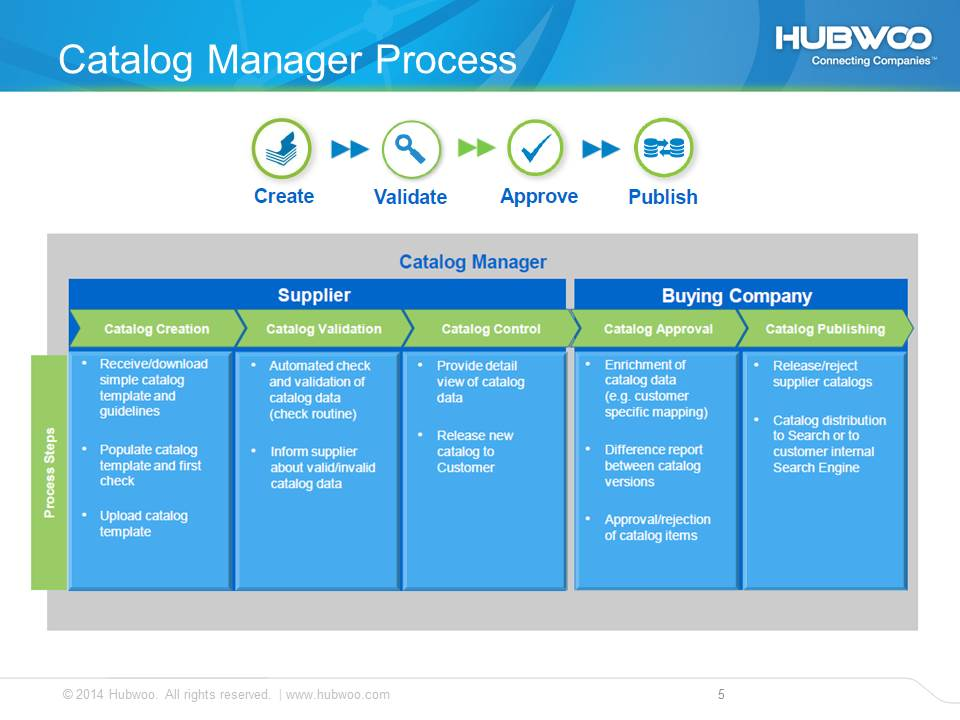 Catalog Manager Process
HUBWOO
Connecting Companies™
Create
Validate
Approve
Publish
Catalog Manager
Supplier
Buying Company
Catalog Creation
Catalog Validation
Catalog Control
Catalog Approval
Catalog Publishing
Process Steps
• Receive/download
simple catalog
template and
guidelines
• Populate catalog
template and first
check
• Upload catalog
template
• Automated check
and validation of
catalog data
(check routine)
• Inform supplier
about valid/invalid
catalog data
• Provide detail
view of catalog
data
• Release new
catalog to
Customer
• Enrichment of
catalog data
(e.g. customer
specific mapping)
• Difference report
between catalog
versions
• Approval/rejection
of catalog items
• Release/reject
supplier catalogs
• Catalog distribution
to Search or to
customer internal
Search Engine
© 2014 Hubwoo. All rights reserved. | www.hubwoo.com
5